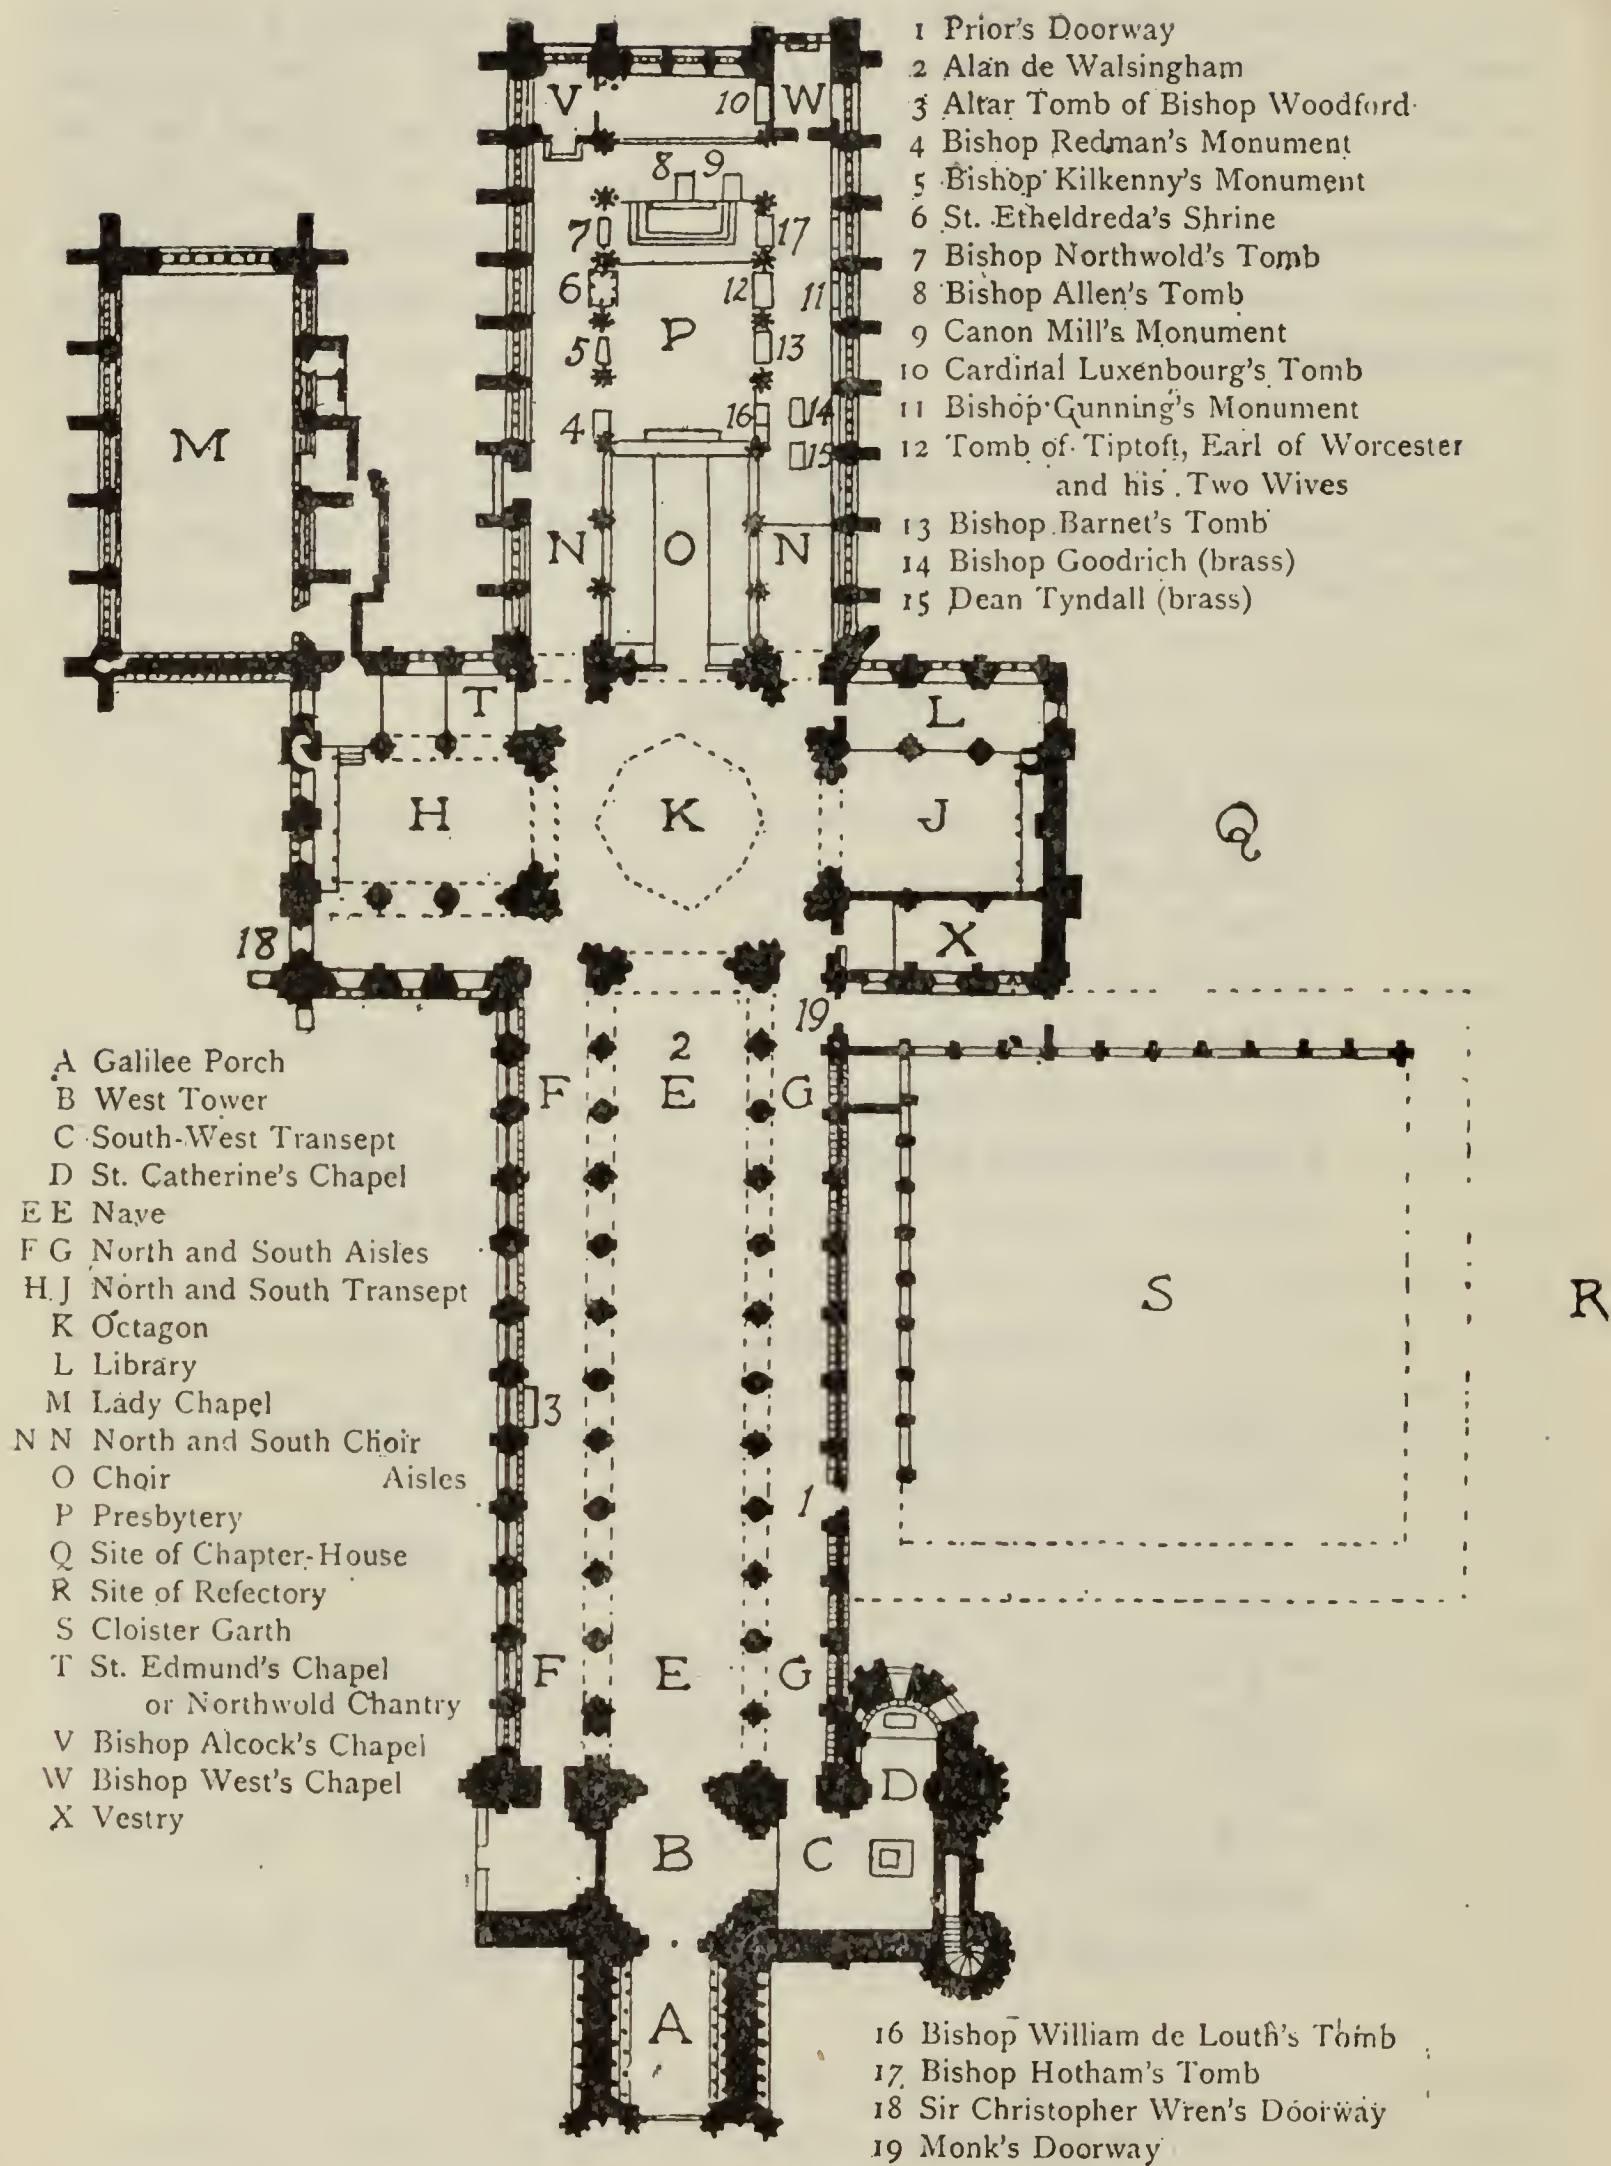 1 Prior's Doorway
2 Alan de Walsingham
3 Altar Tomb of Bishop Woodford
4 Bishop Redman's Monument
5 Bishop Kilkenny's Monument
6 St. Etheldreda's Shrine
7 Bishop Northwold's Tomb
8 Bishop Allen's Tomb
9 Canon Mill's Monument
10 Cardinal Luxenbourg's Tomb
11 Bishop Gunning's Monument
12 Tomb of Tiptoft, Earl of Worcester
and his Two Wives
13 Bishop Barnet's Tomb
14 Bishop Goodrich (brass)
15 Dean Tyndall (brass)
V
10
W
8
9
7
17
6
12
11
P
5
13
M
4
16
14
15
N
O
N
T
L
H
K
J
Q
X
18
19
2
F
E
G
S
R
3
1
F
E
G
D
B
C
A
A Galilee Porch
B West Tower
C South-West Transept
D St. Catherine's Chapel
E E Nave
F G North and South Aisles
H J North and South Transept
K Octagon
L Library
M Lady Chapel
N N North and South Choir
O Choir Aisles
P Presbytery
Q Site of Chapter-House
R Site of Refectory
S Cloister Garth
T St. Edmund's Chapel
or Northwold Chantry
V Bishop Alcock's Chapel
W Bishop West's Chapel
X Vestry
16 Bishop William de Louth's Tomb
17 Bishop Hotham's Tomb
18 Sir Christopher Wren's Doorway
19 Monk's Doorway